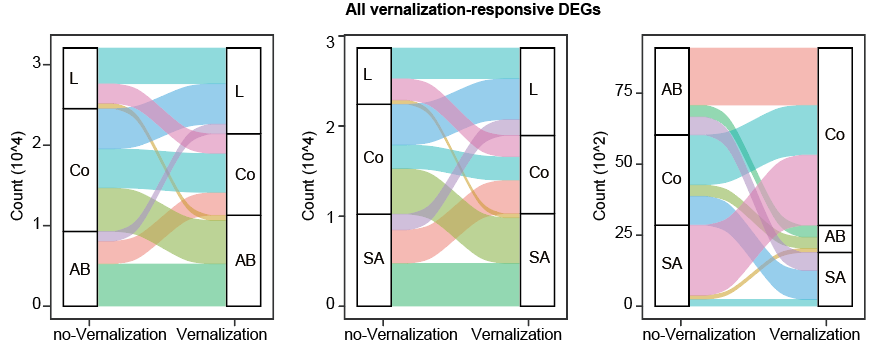 All vernalization-responsive DEGs
Count (10^4)
3
2
1
0
L
Co
AB
L
Co
AB
no-Vernalization Vernalization
Count (10^4)
3
2
1
0
L
Co
SA
L
Co
SA
no-Vernalization Vernalization
Count (10^2)
75
50
25
0
AB
Co
SA
Co
AB
SA
no-Vernalization Vernalization